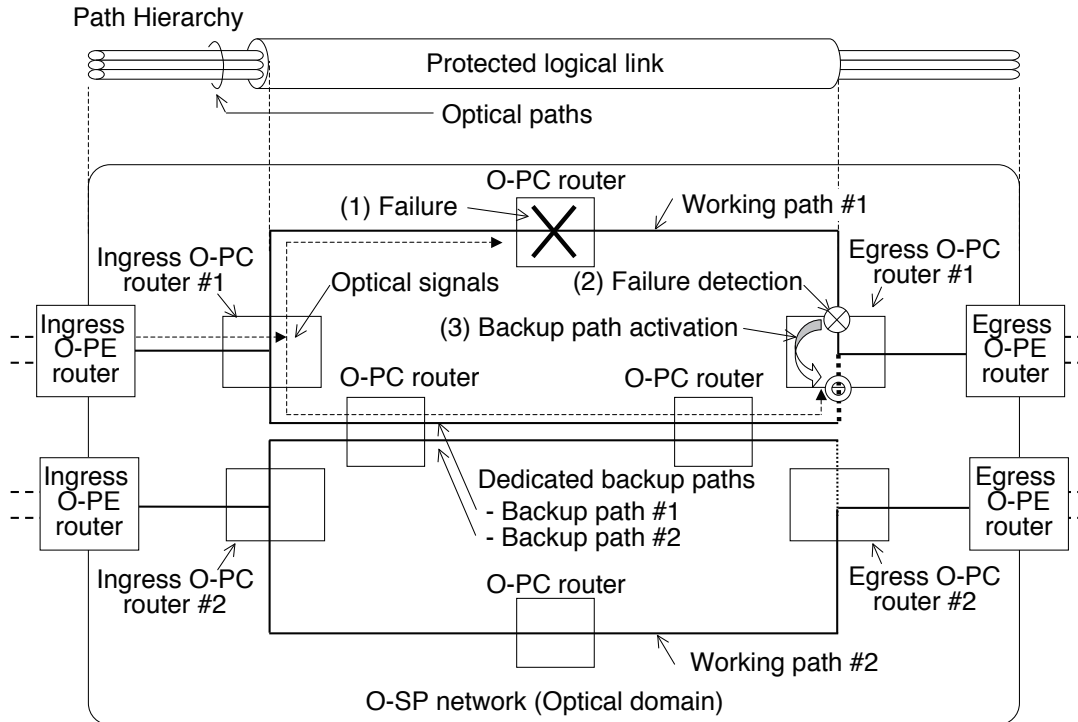 Path Hierarchy
Protected logical link
Optical paths
O-PC router
(1) Failure
Working path #1
Ingress O-PC
router #1
Optical signals
(2) Failure detection
Egress O-PC
router #1
(3) Backup path activation
Ingress
O-PE
router
Egress
O-PE
router
O-PC router
O-PC router
Ingress
O-PE
router
Dedicated backup paths
- Backup path #1
- Backup path #2
Egress
O-PE
router
Ingress O-PC
router #2
O-PC router
Egress O-PC
router #2
Working path #2
O-SP network (Optical domain)